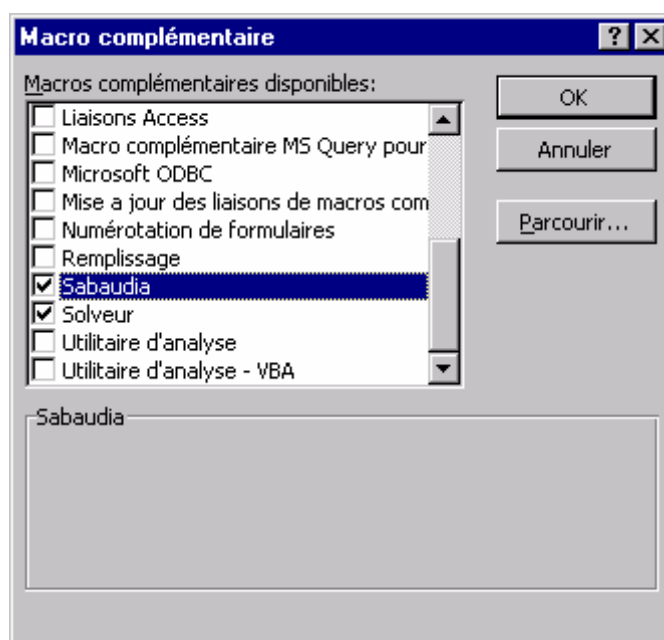 Macro complémentaire
Macros complémentaires disponibles:
Liaisons Access
Macro complémentaire MS Query pour
Microsoft ODBC
Mise a jour des liaisons de macros com
Numérotation de formulaires
Remplissage
Sabaudia
Solveur
Utilitaire d'analyse
Utilitaire d'analyse - VBA
OK
Annuler
Parcourir...
Sabaudia